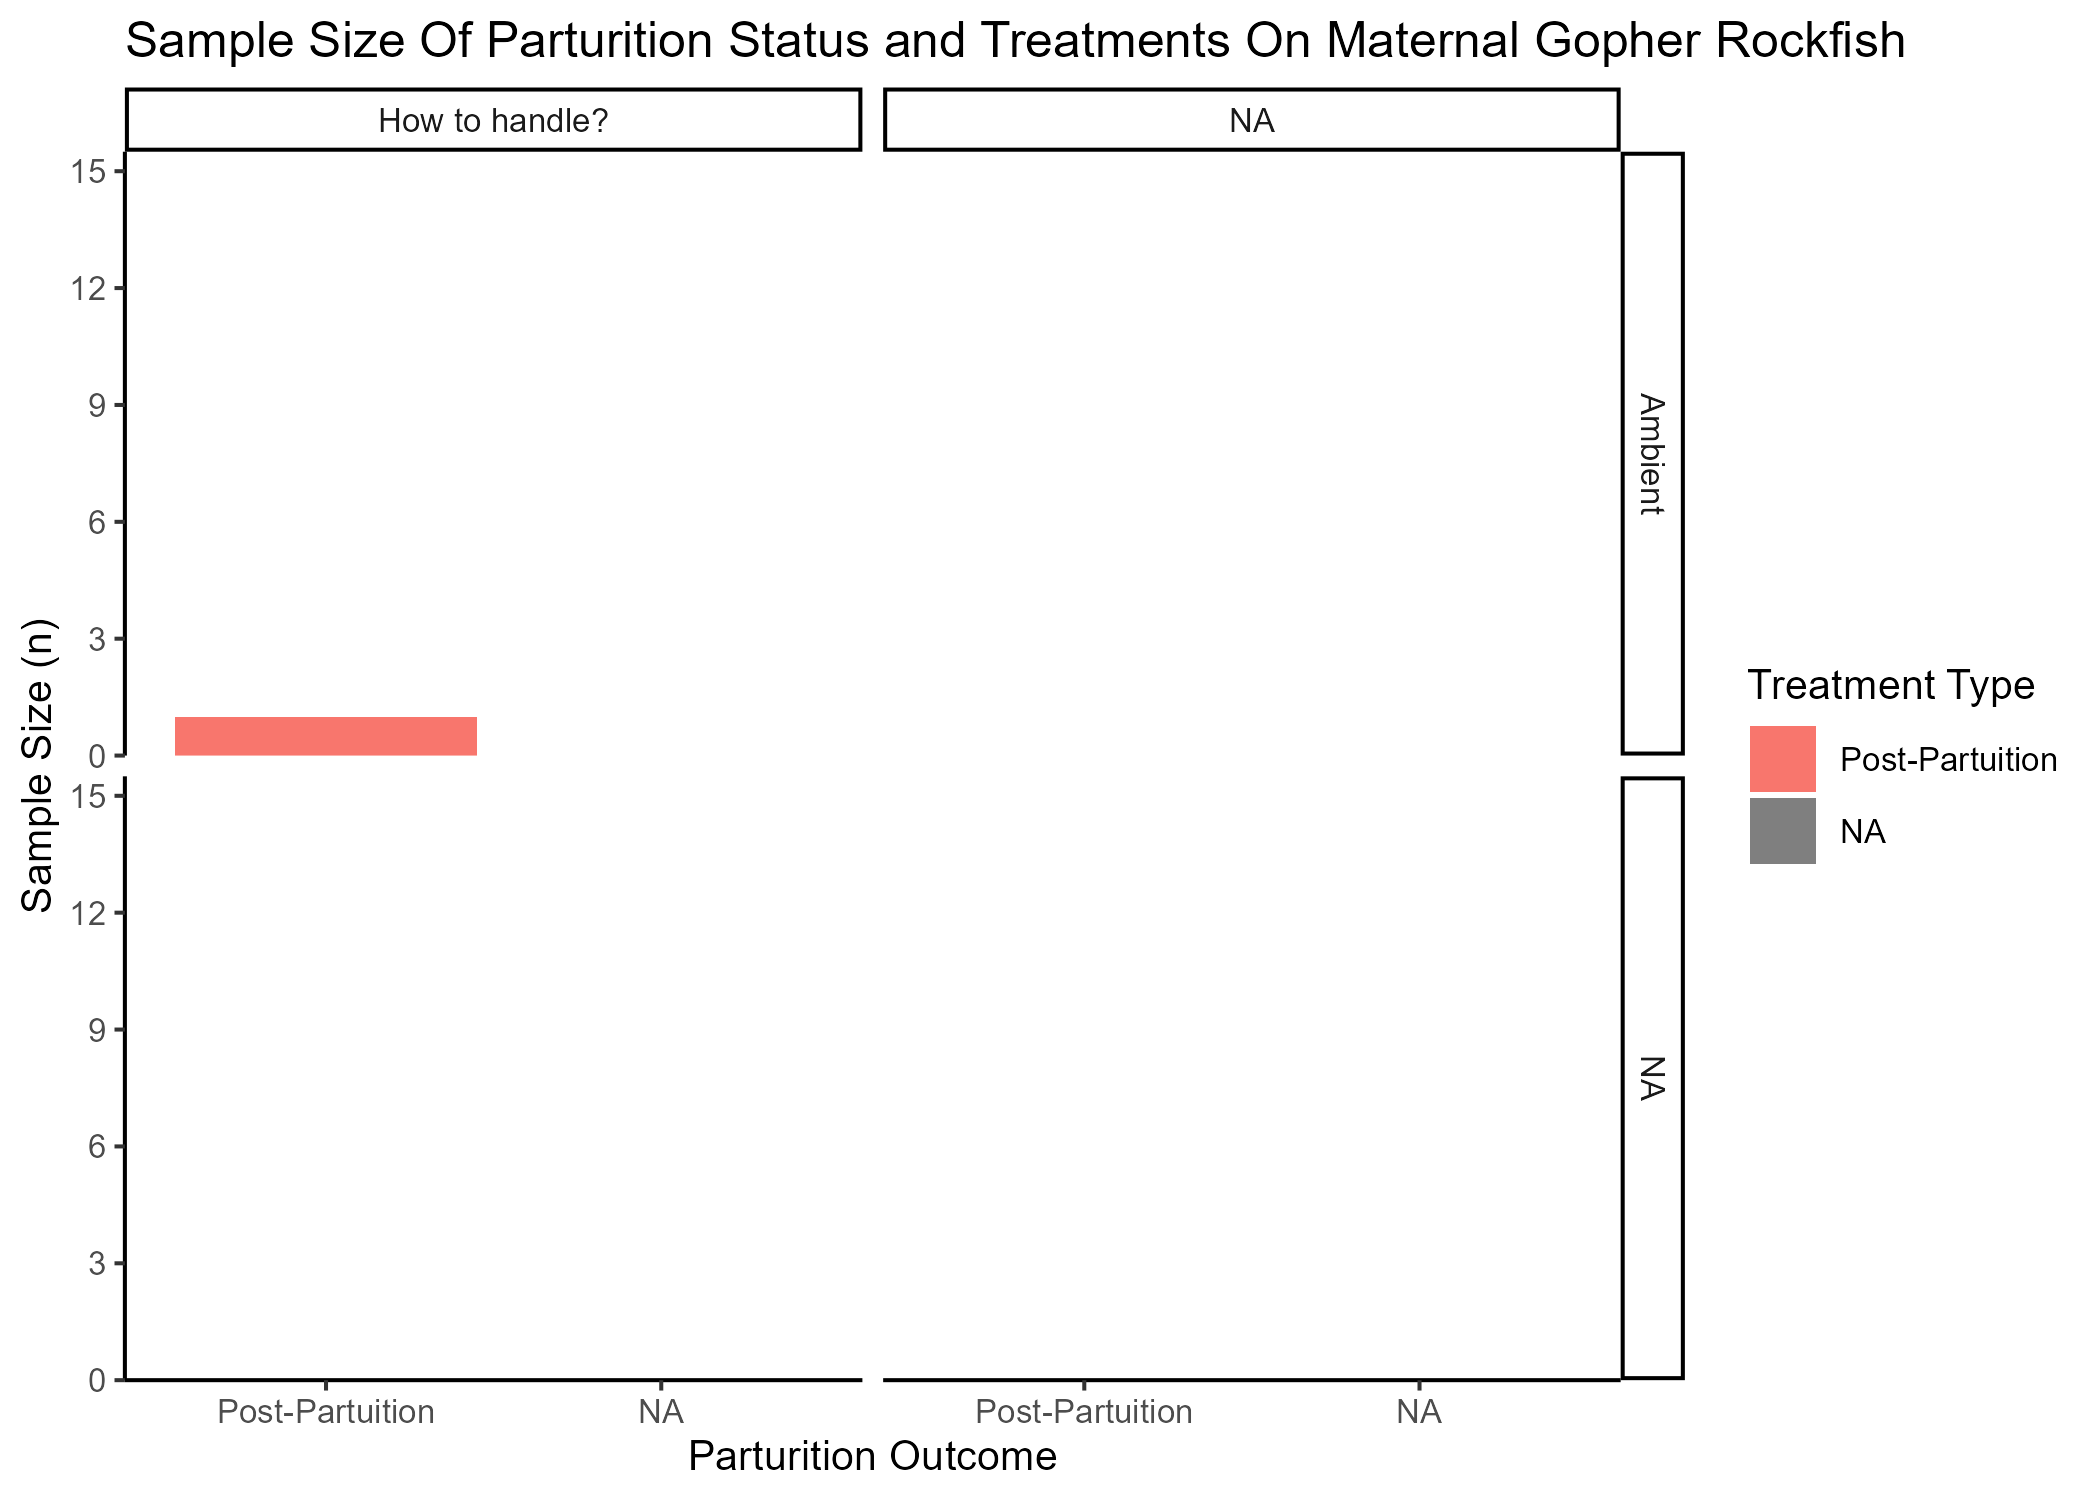 Sample Size Of Parturition Status and Treatments On Maternal Gopher Rockfish
How to handle?
NA
15
12
9
6
3
0
Ambient
15
12
9
6
3
0
NA
Sample Size (n)
Post-Partuition
NA
Post-Partuition
NA
Parturition Outcome
Treatment Type
Post-Partuition
NA